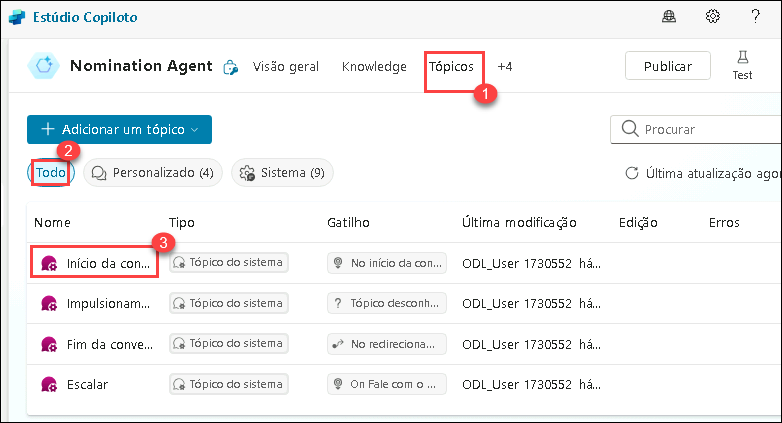 Estúdio Copiloto
?
Nomination Agent Visão geral Knowledge Tópicos +4 Publicar Test
1
+ Adicionar um tópico
Procurar
2
Todo Personalizado (4) Sistema (9) Última atualização agor
Nome Tipo Gatilho Última modificação Edição Erros
3
Início da con... Tópico do sistema No início da con... ODL_User 1730552 há...
Impulsionam... Tópico do sistema ? Tópico desconh... ODL_User 1730552 há...
Fim da conve... Tópico do sistema No redireciona... ODL_User 1730552 há...
Escalar Tópico do sistema On Fale com o ... ODL_User 1730552 há...